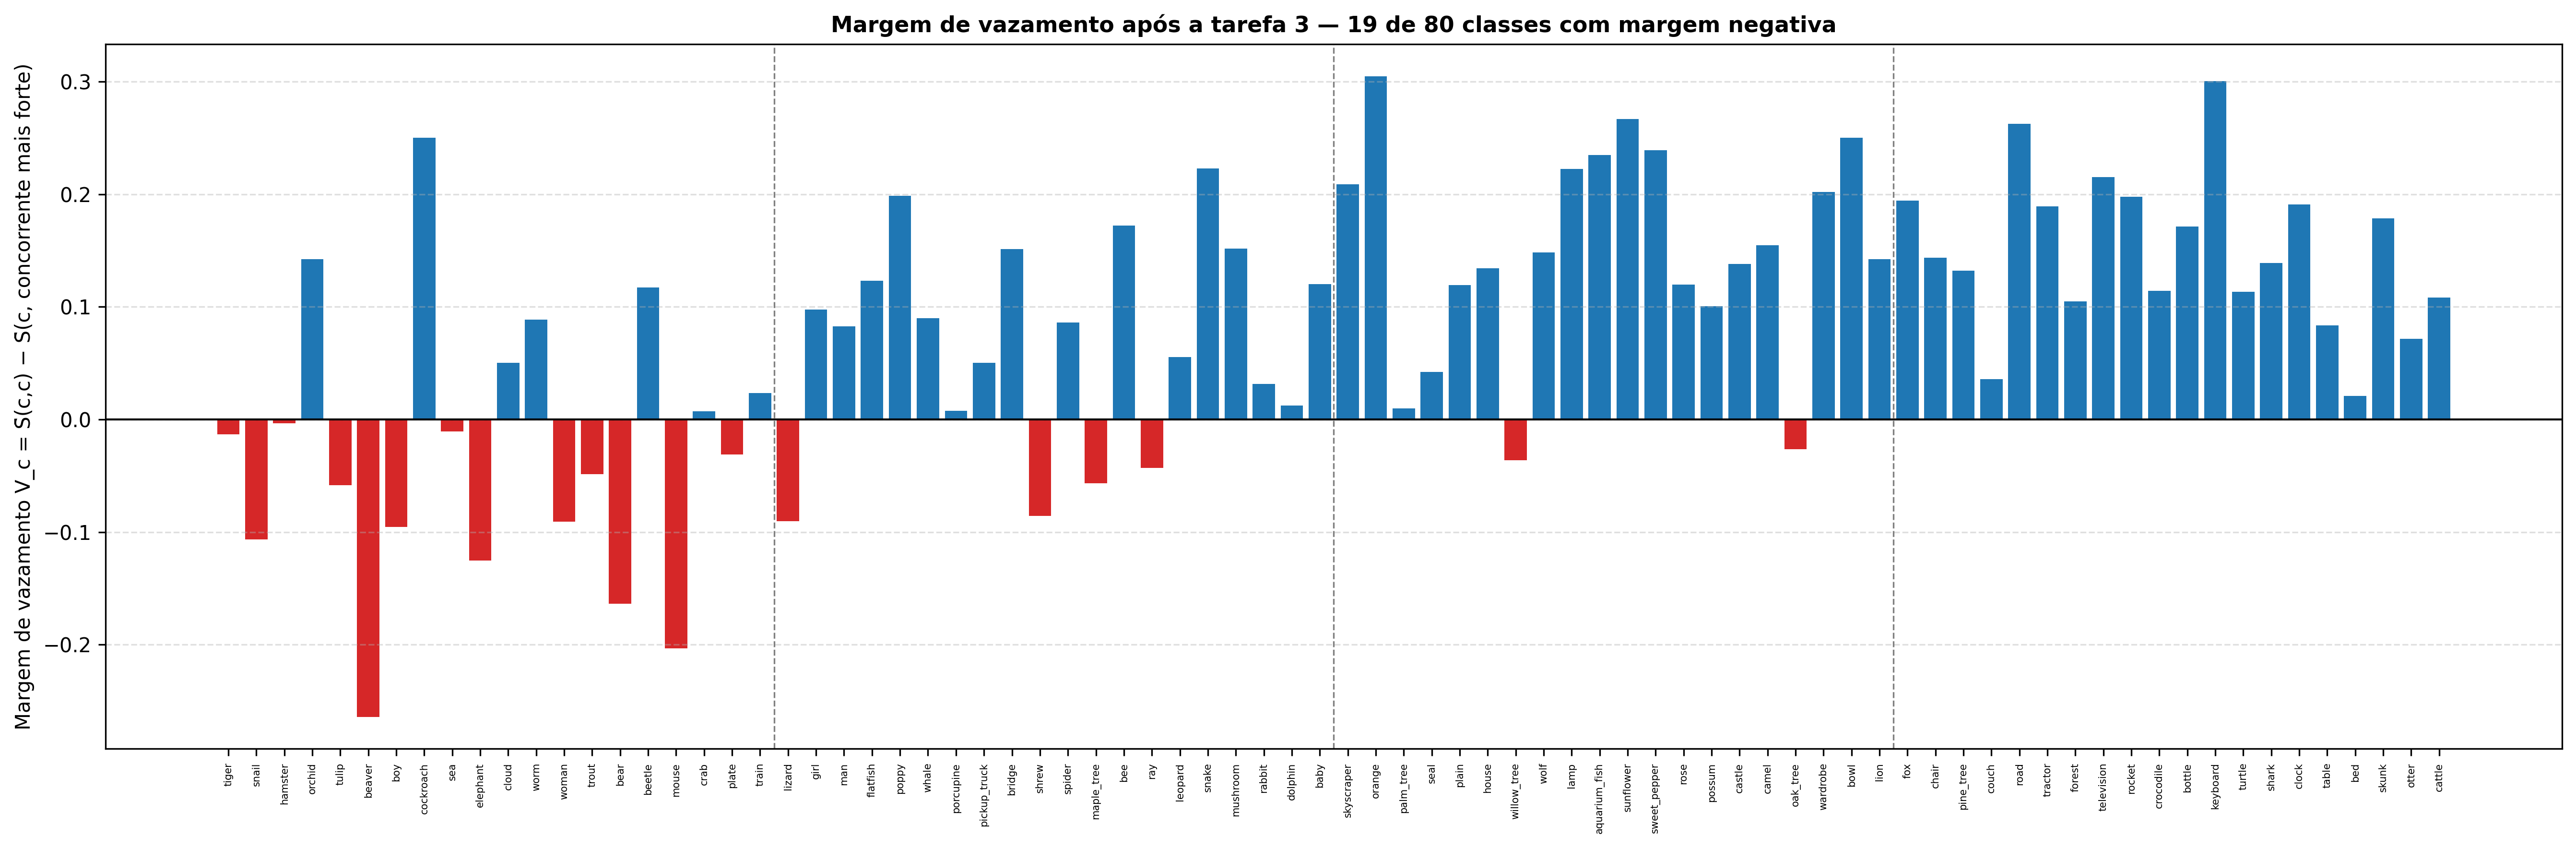 Margem de vazamento após a tarefa 3 — 19 de 80 classes com margem negativa
Margem de vazamento V_c = S(c,c) − S(c, concorrente mais forte)
0.3
0.2
0.1
0.0
−0.1
−0.2
tiger
snail
hamster
orchid
tulip
beaver
boy
cockroach
sea
elephant
cloud
worm
woman
trout
bear
beetle
mouse
crab
plate
train
lizard
girl
man
flatfish
poppy
whale
porcupine
pickup_truck
bridge
shrew
spider
maple_tree
bee
ray
leopard
snake
mushroom
rabbit
dolphin
baby
skyscraper
orange
palm_tree
seal
plain
house
willow_tree
wolf
lamp
aquarium_fish
sunflower
sweet_pepper
rose
possum
castle
camel
oak_tree
wardrobe
bowl
lion
fox
chair
pine_tree
couch
road
tractor
forest
television
rocket
crocodile
bottle
keyboard
turtle
shark
clock
table
bed
skunk
otter
cattle